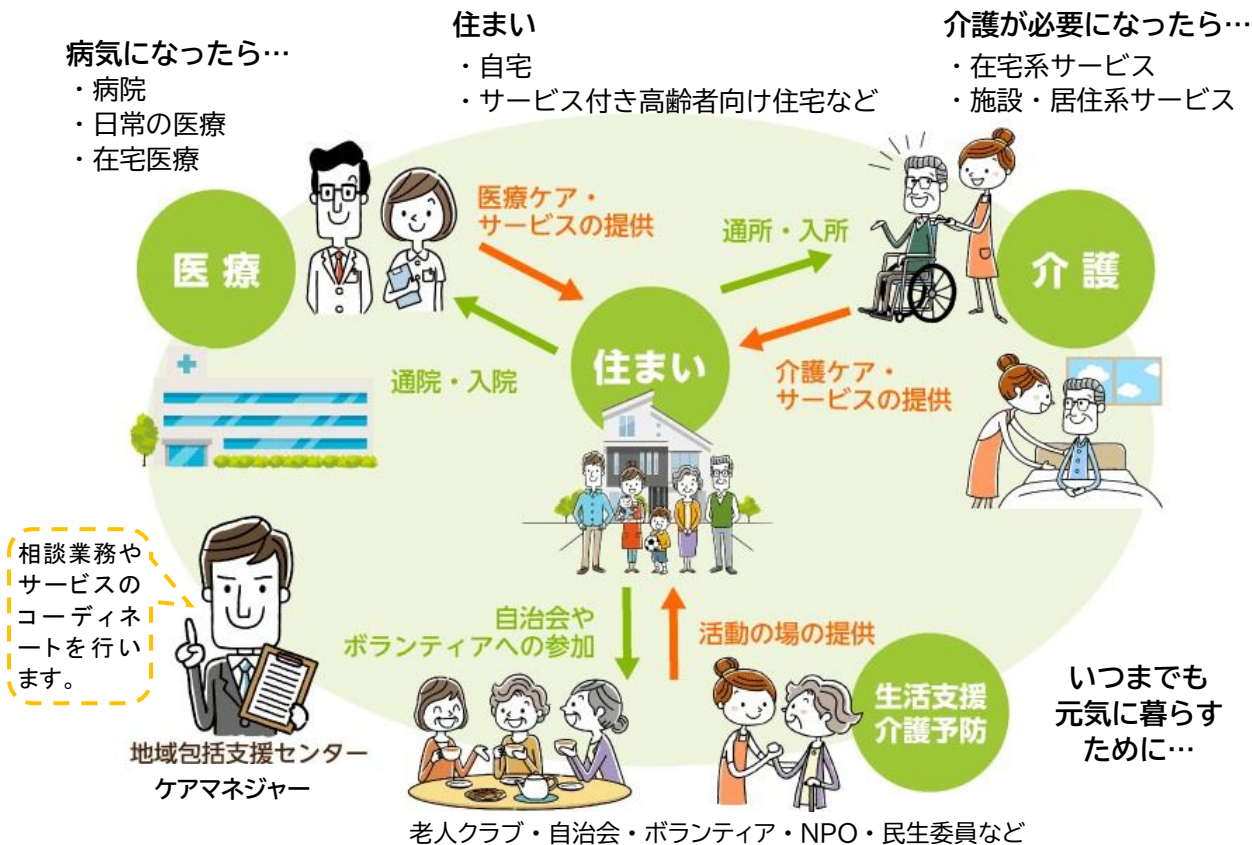 病気になったら…
・病院
・日常の医療
・在宅医療
住まい
・自宅
・サービス付き高齢者向け住宅など
介護が必要になったら…
・在宅系サービス
・施設・居住系サービス
医療
医療ケア・
サービスの提供
通院・入院
住まい
通所・入所
介護ケア・
サービスの提供
介護
相談業務や
サービスの
コーディネ
ートを行い
ます。
地域包括支援センター
ケアマネジャー
自治会や
ボランティアへの参加
活動の場の提供
生活支援
介護予防
いつまでも
元気に暮らす
ために…
老人クラブ・自治会・ボランティア・NPO・民生委員など